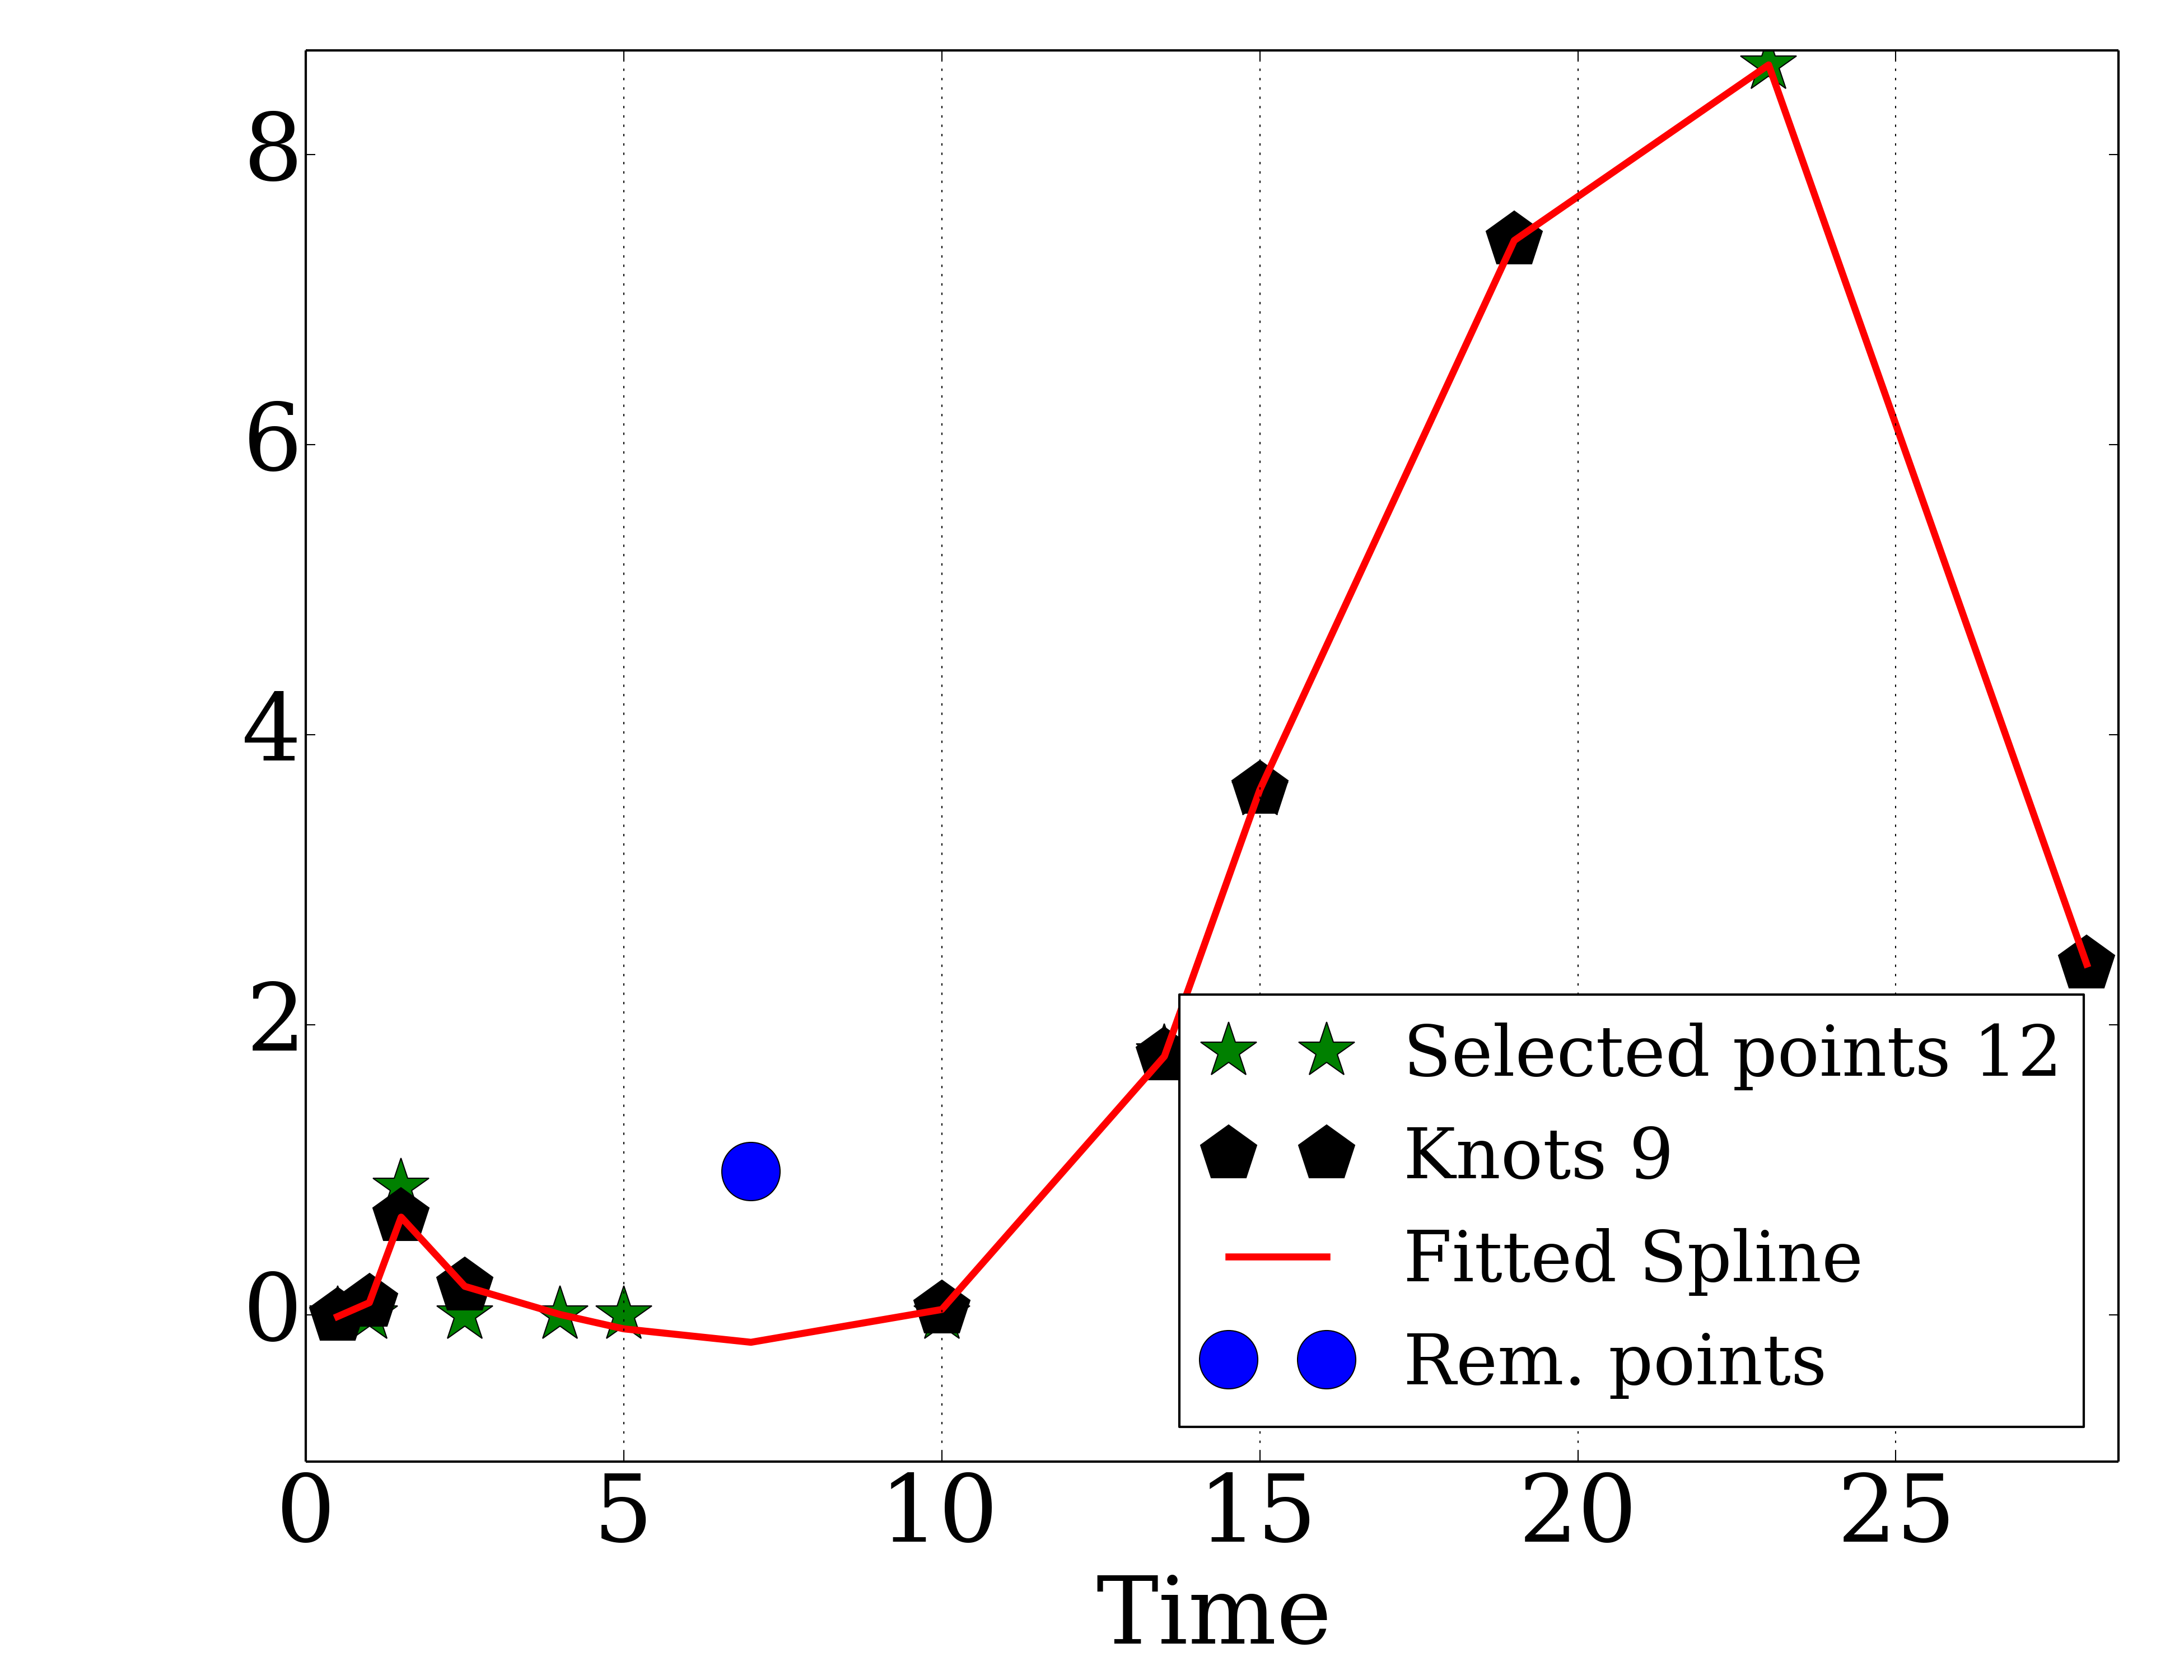 8
6
4
2
0
Selected points 12
Knots 9
Fitted Spline
Rem. points
0 5 10 15 20 25
Time